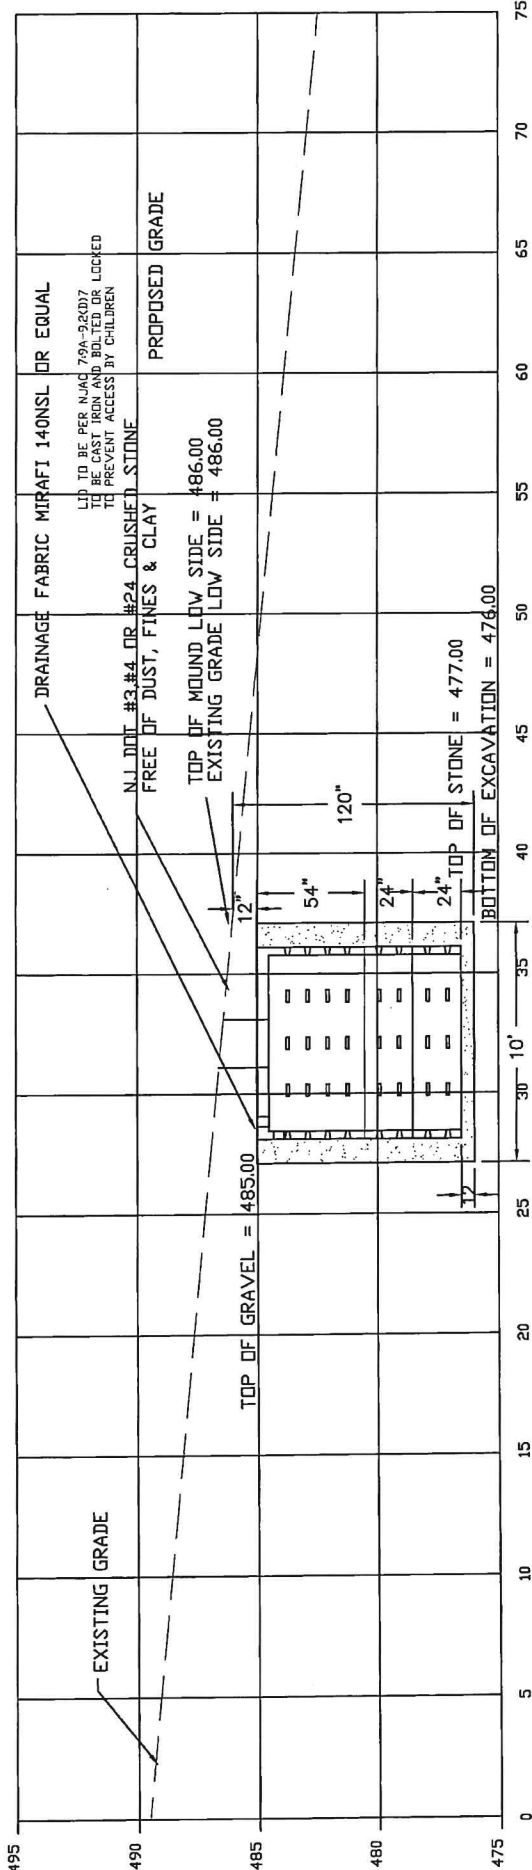 DRAINAGE FABRIC MIRAFI 140NSL OR EQUAL
LID TO BE PER NJAC 7:9A-9.2(D)7
TO BE CAST IRON AND BOLTED OR LOCKED
TO PREVENT ACCESS BY CHILDREN
NJ DOT #3,#4 OR #24 CRUSHED STONE
FREE OF DUST, FINES & CLAY
PROPOSED GRADE
EXISTING GRADE
TOP OF MOUND LOW SIDE = 486.00
EXISTING GRADE LOW SIDE = 486.00
TOP OF GRAVEL = 485.00
12"
120"
54"
24"
24"
TOP OF STONE = 477.00
BOTTOM OF EXCAVATION = 476.00
12
10'
495
490
485
480
475
0
5
10
15
20
25
30
35
40
45
50
55
60
65
70
75